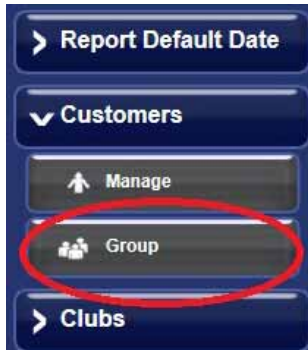 Report Default Date
Customers
Manage
Group
Clubs